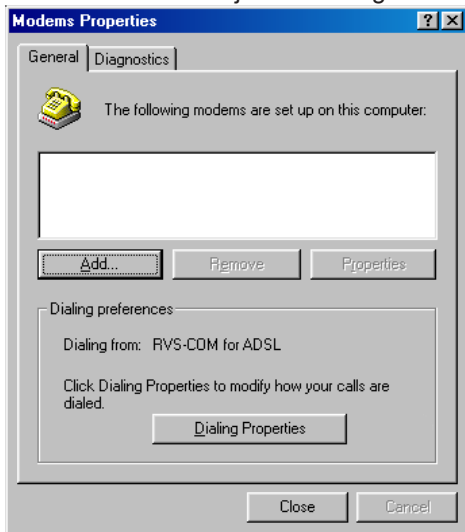 Modems Properties
General Diagnostics
The following modems are set up on this computer:
Add... Remove Properties
Dialing preferences
Dialing from: RVS-COM for ADSL
Click Dialing Properties to modify how your calls are
dialed.
Dialing Properties
Close Cancel